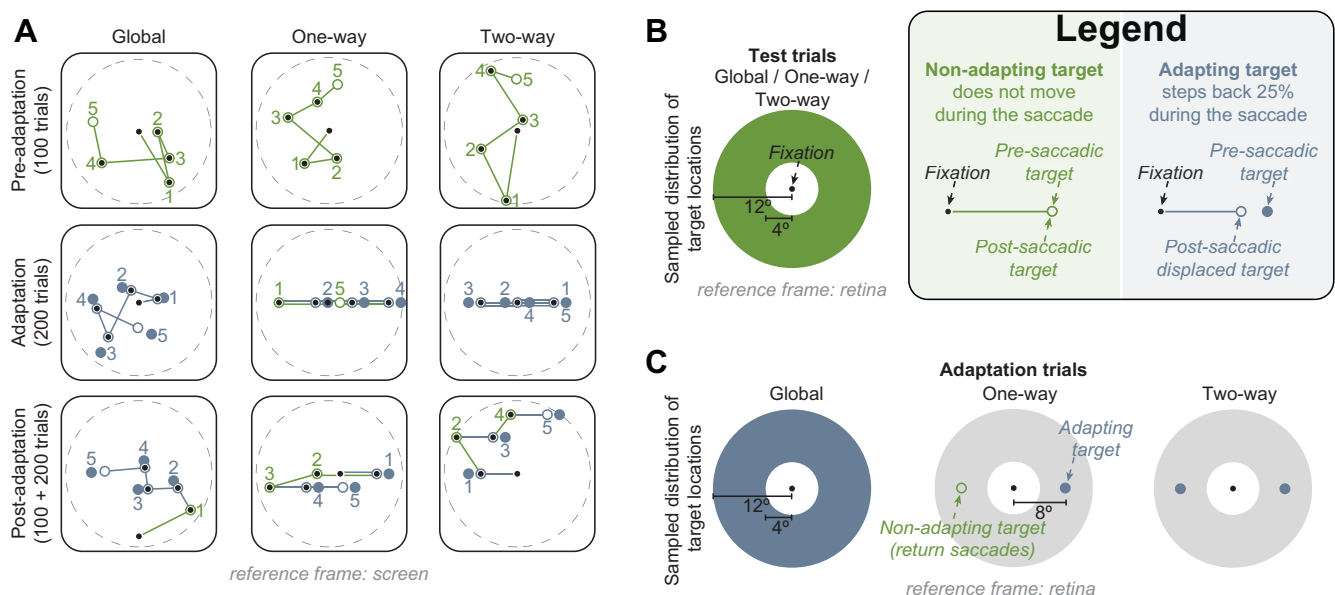 A
Global
One-way
Two-way
Pre-adaptation
(100 trials)
5
2
4
3
1
5
4
3
1
2
4
5
3
2
1
Adaptation
(200 trials)
2
4
1
5
3
1
2
5
3
4
3
2
1
4
5
Post-adaptation
(100 + 200 trials)
4
5
2
3
1
1
2
3
4
5
4
2
5
3
1
reference frame: screen
B
Test trials
Global / One-way /
Two-way
Sampled distribution of
target locations
Fixation
12º
4º
reference frame: retina
Legend
Non-adapting target
does not move
during the saccade
Pre-saccadic
target
Fixation
Post-saccadic
target
Adapting target
steps back 25%
during the saccade
Pre-saccadic
target
Fixation
Post-saccadic
displaced target
C
Adaptation trials
Global
One-way
Two-way
Sampled distribution of
target locations
12º
4º
Adapting
target
8º
Non-adapting target
(return saccades)
reference frame: retina